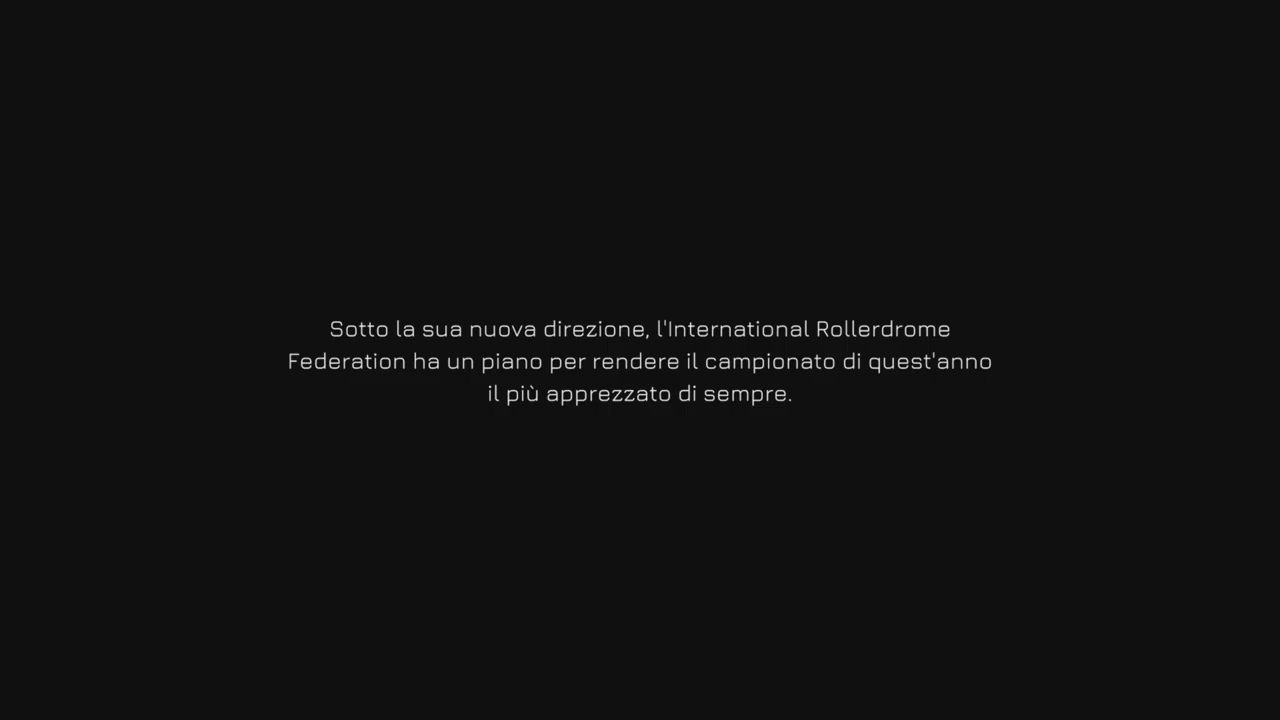 Sotto la sua nuova direzione, l'International Rollerdrome
Federation ha un piano per rendere il campionato di quest'anno
il più apprezzato di sempre.